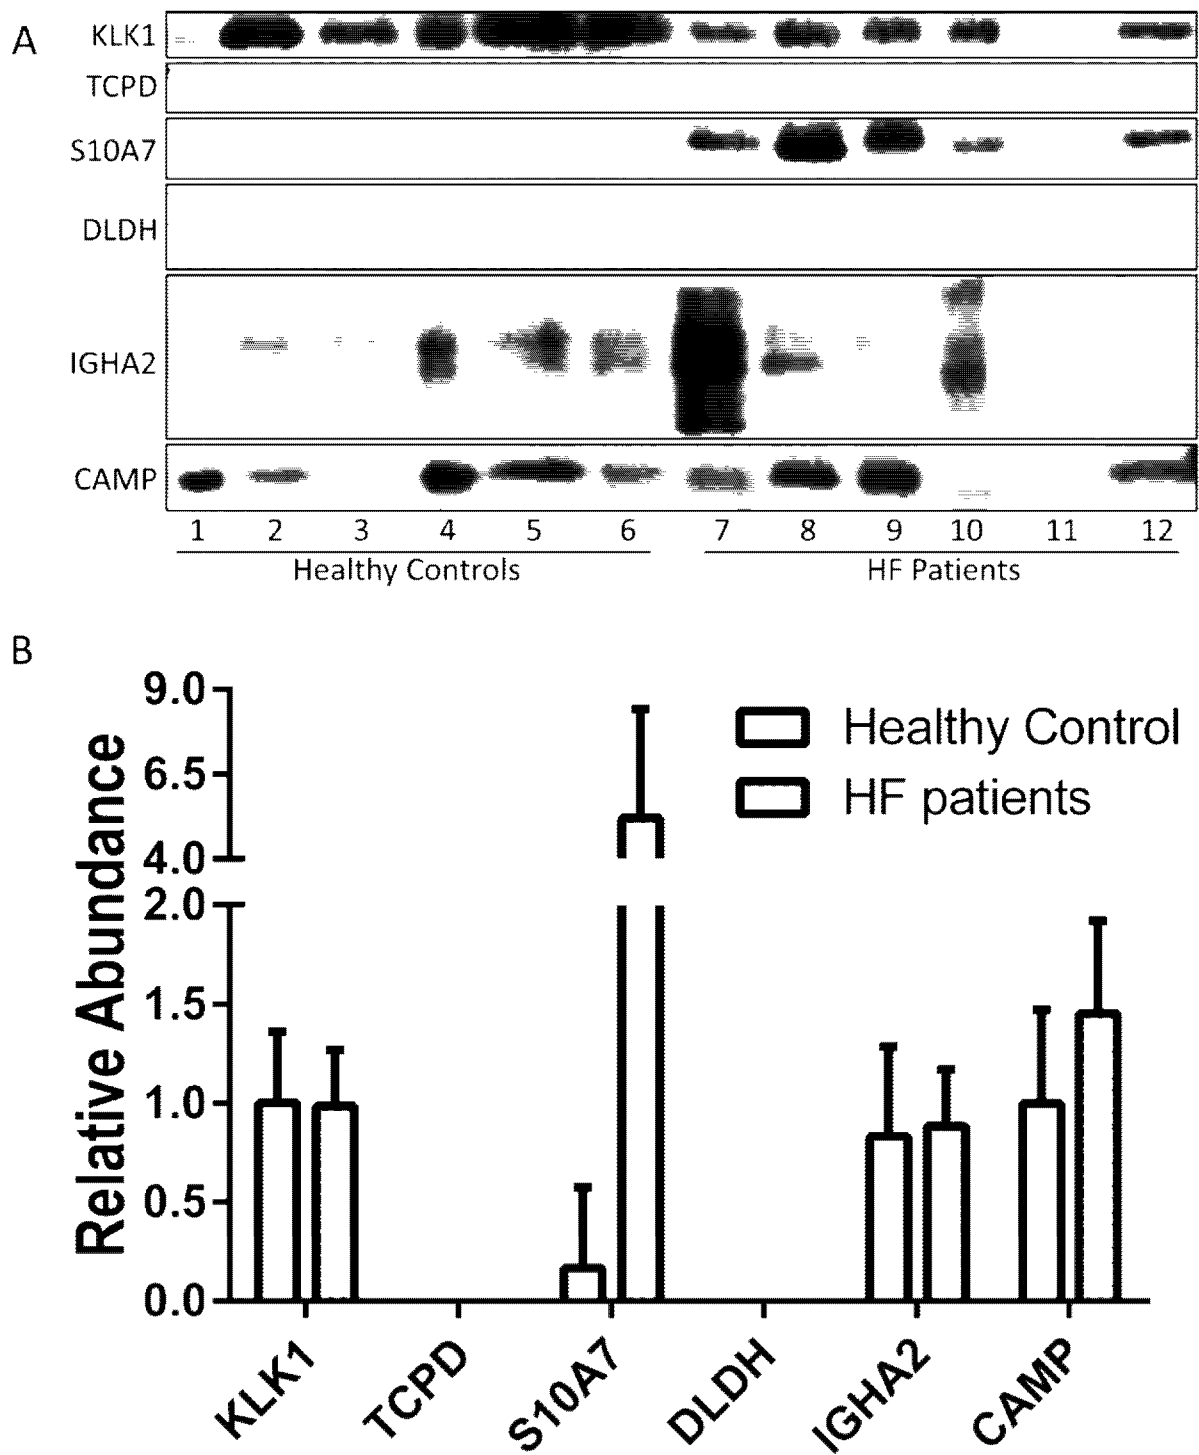 A
KLK1
TCPD
S10A7
DLDH
IGHA2
CAMP
1 2 3 4 5 6 7 8 9 10 11 12
Healthy Controls HF Patients
B
Relative Abundance
9.0
6.5
4.0
2.0
1.5
1.0
0.5
0.0
Healthy Control
HF patients
KLK1 TCPD S10A7 DLDH IGHA2 CAMP